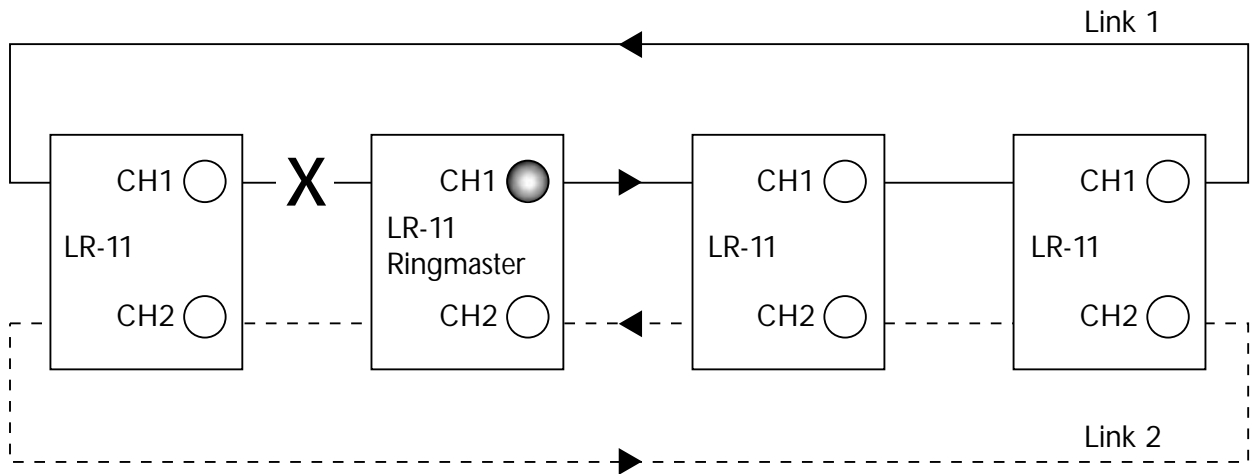 Link 1
CH1
X
CH1
CH1
CH1
LR-11
LR-11
Ringmaster
LR-11
LR-11
CH2
CH2
CH2
CH2
Link 2